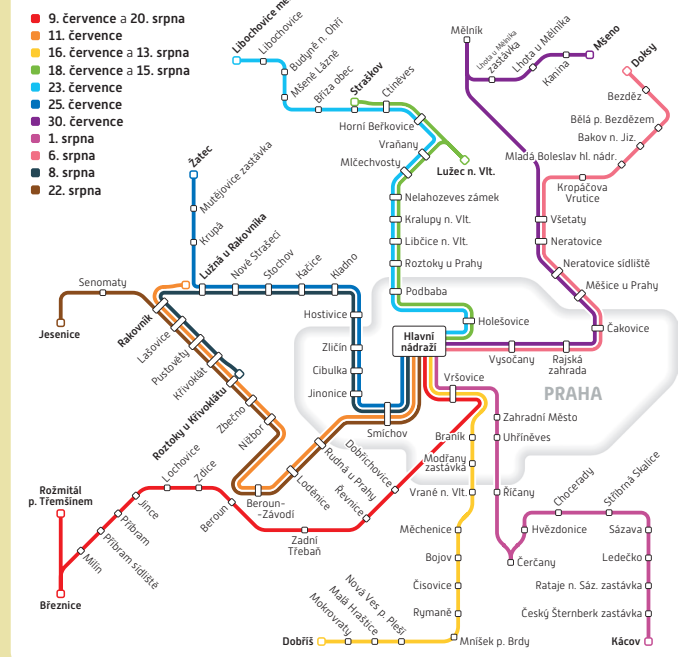 9. července a 20. srpna
11. července
16. července a 13. srpna
18. července a 15. srpna
23. července
25. července
30. července
1. srpna
6. srpna
8. srpna
22. srpna
Libochovice
Libochovice
Budyně n. Ohří
Mšené Lázně
Bříza obec
Straškov
Ctiněves
Horní Beřkovice
Vraňany
Mlčechvosty
Lužec n. Vlt.
Nelahozeves zámek
Kralupy n. Vlt.
Libčice n. Vlt.
Roztoky u Prahy
Podbaba
Holešovice
Hlavní
nádraží
Mělník
Lhota u Mělníka
zastávka
Lhota u Mělníka
Kanina
Mšeno
Doksy
Bezděz
Bělá p. Bezdězem
Bakov n. Jiz.
Mladá Boleslav hl. nádr.
Kropáčova
Vrutice
Všetaty
Neratovice
Neratovice sídliště
Měšice u Prahy
Čakovice
Vysočany
Rajská
zahrada
PRAHA
Žatec
Mutějovice zastávka
Krupá
Lužná u Rakovníka
Nové Strašecí
Stochov
Kačice
Kladno
Hostivice
Zličín
Cibulka
Jinonice
Smíchov
Senomaty
Jesenice
Rakovník
Lašovice
Pustověty
Křivoklát
Roztoky u Křivoklátu
Zbečno
Nižbor
Beroun-
-Závodí
Loděnice
Rudná u Prahy
Dobřichovice
Řevnice
Zadní
Třebaň
Beroun
Zdice
Lochovice
Jince
Příbram
Příbram sídliště
Milín
Rožmitál
p. Třemšínem
Březnice
Vršovice
Zahradní Město
Uhříněves
Říčany
Čerčany
Hvězdonice
Chocerady
Stříbrná Skalice
Sázava
Ledečko
Rataje n. Sáz. zastávka
Český Šternberk zastávka
Kácov
Braník
Modřany
zastávka
Vrané n. Vlt.
Měchenice
Bojov
Čisovice
Rymaně
Mníšek p. Brdy
Nová Ves p. Pleší
Malá Hraštice
Mokrovraty
Dobříš